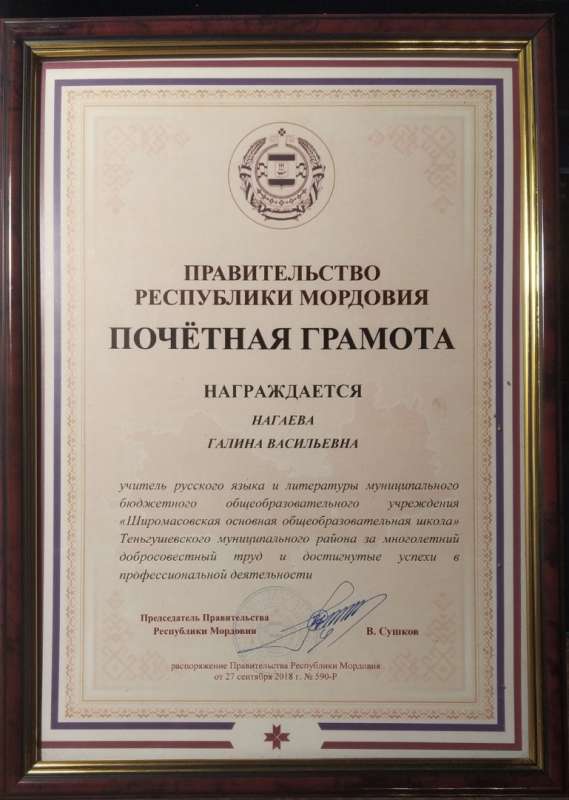 ПРАВИТЕЛЬСТВО
РЕСПУБЛИКИ МОРДОВИЯ
ПОЧЁТНАЯ ГРАМОТА
НАГРАЖДАЕТСЯ
НАГАЕВА
ГАЛИНА ВАСИЛЬЕВНА
учитель русского языка и литературы муниципального
бюджетного общеобразовательного учреждения
«Широмасовская основная общеобразовательная школа»
Теньгушевского муниципального района за многолетний
добросовестный труд и достигнутые успехи в
профессиональной деятельности
Председатель Правительства
Республики Мордовия
В. Сушков
распоряжение Правительства Республики Мордовия
от 27 сентября 2018 г. № 590-Р